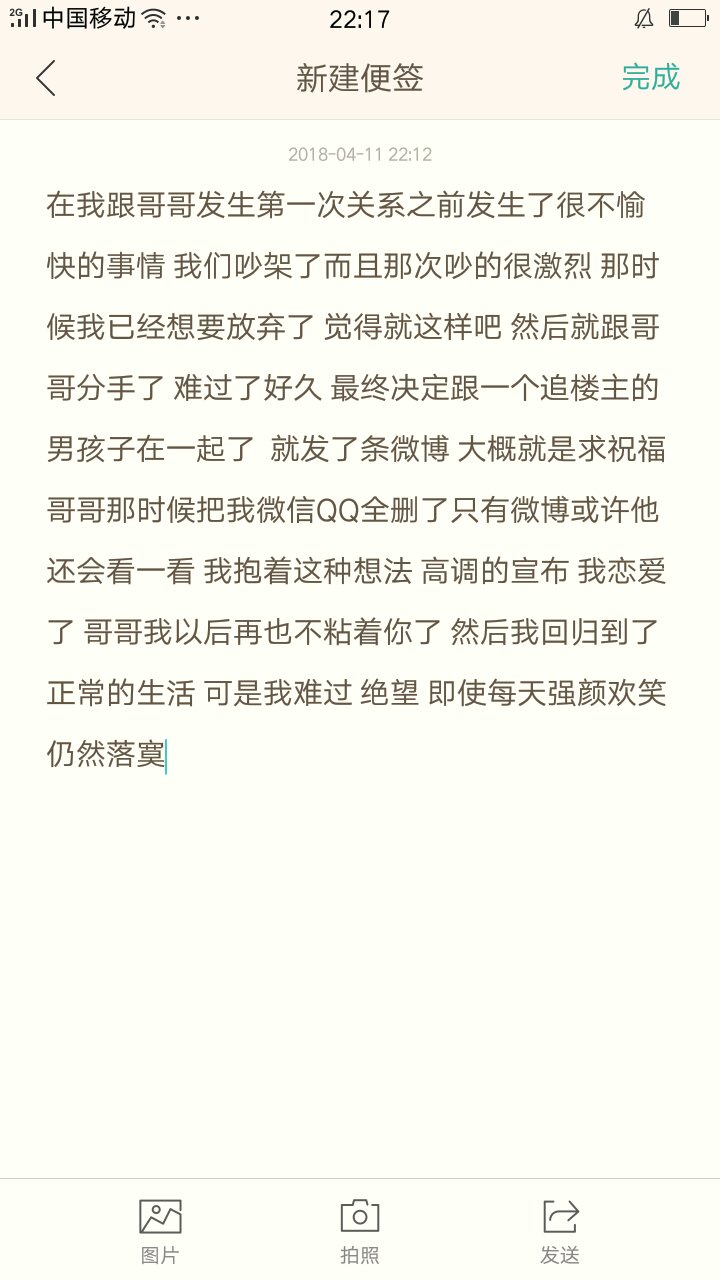 2G 中国移动 ... 22:17
新建便签 完成
2018-04-11 22:12
在我跟哥哥发生第一次关系之前发生了很不愉
快的事情 我们吵架了而且那次吵的很激烈 那时
候我已经想要放弃了 觉得就这样吧 然后就跟哥
哥分手了 难过了好久 最终决定跟一个追楼主的
男孩子在一起了 就发了条微博 大概就是求祝福
哥哥那时候把我微信QQ全删了只有微博或许他
还会看一看 我抱着这种想法 高调的宣布 我恋爱
了 哥哥我以后再也不粘着你了 然后我回归到了
正常的生活 可是我难过 绝望 即使每天强颜欢笑
仍然落寞
图片 拍照 发送